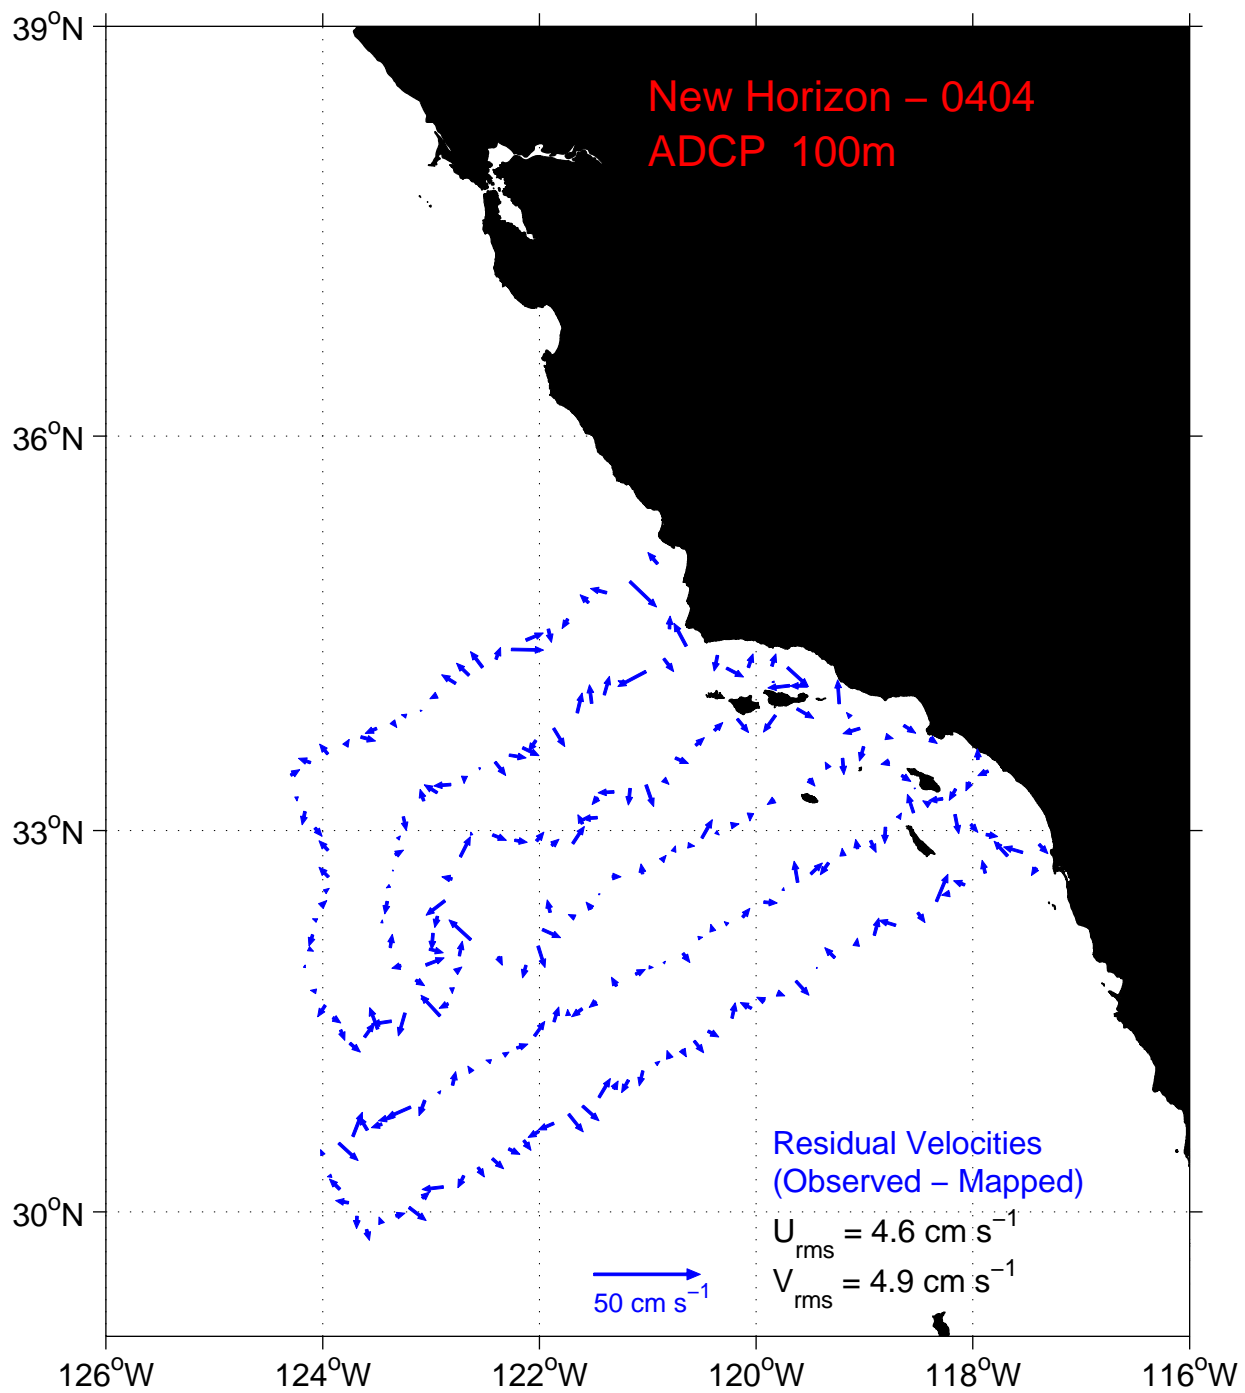 39°N
New Horizon – 0404
ADCP 100m
36°N
33°N
Residual Velocities
(Observed – Mapped)
30°N
U_rms = 4.6 cm s⁻¹
50 cm s⁻¹
V_rms = 4.9 cm s⁻¹
126°W 124°W 122°W 120°W 118°W 116°W